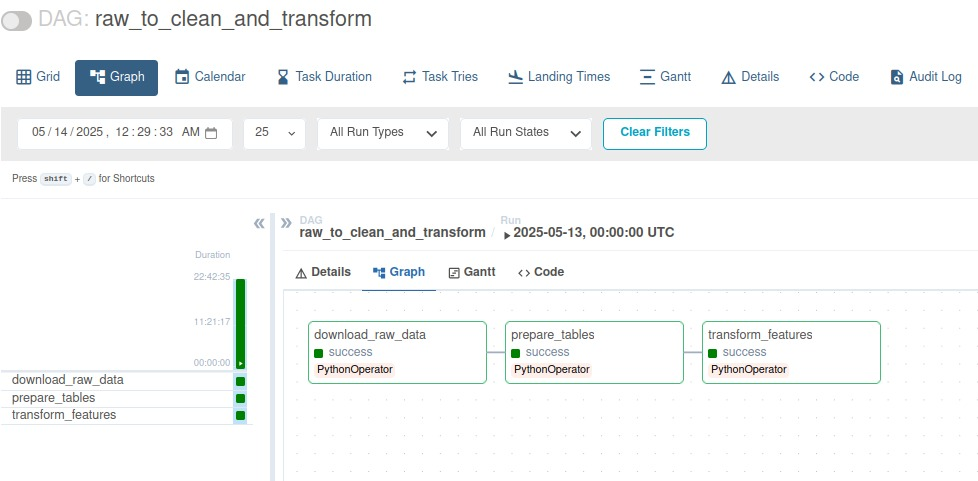 DAG: raw_to_clean_and_transform
Grid Graph Calendar Task Duration Task Tries Landing Times Gantt Details Code Audit Log
05 / 14 / 2025 , 12 : 29 : 33 AM 25 All Run Types All Run States Clear Filters
Press shift + / for Shortcuts
DAG Run
raw_to_clean_and_transform / 2025-05-13, 00:00:00 UTC
Details Graph Gantt Code
Duration
22:42:35
11:21:17
00:00:00
download_raw_data
prepare_tables
transform_features
download_raw_data
success
PythonOperator
prepare_tables
success
PythonOperator
transform_features
success
PythonOperator